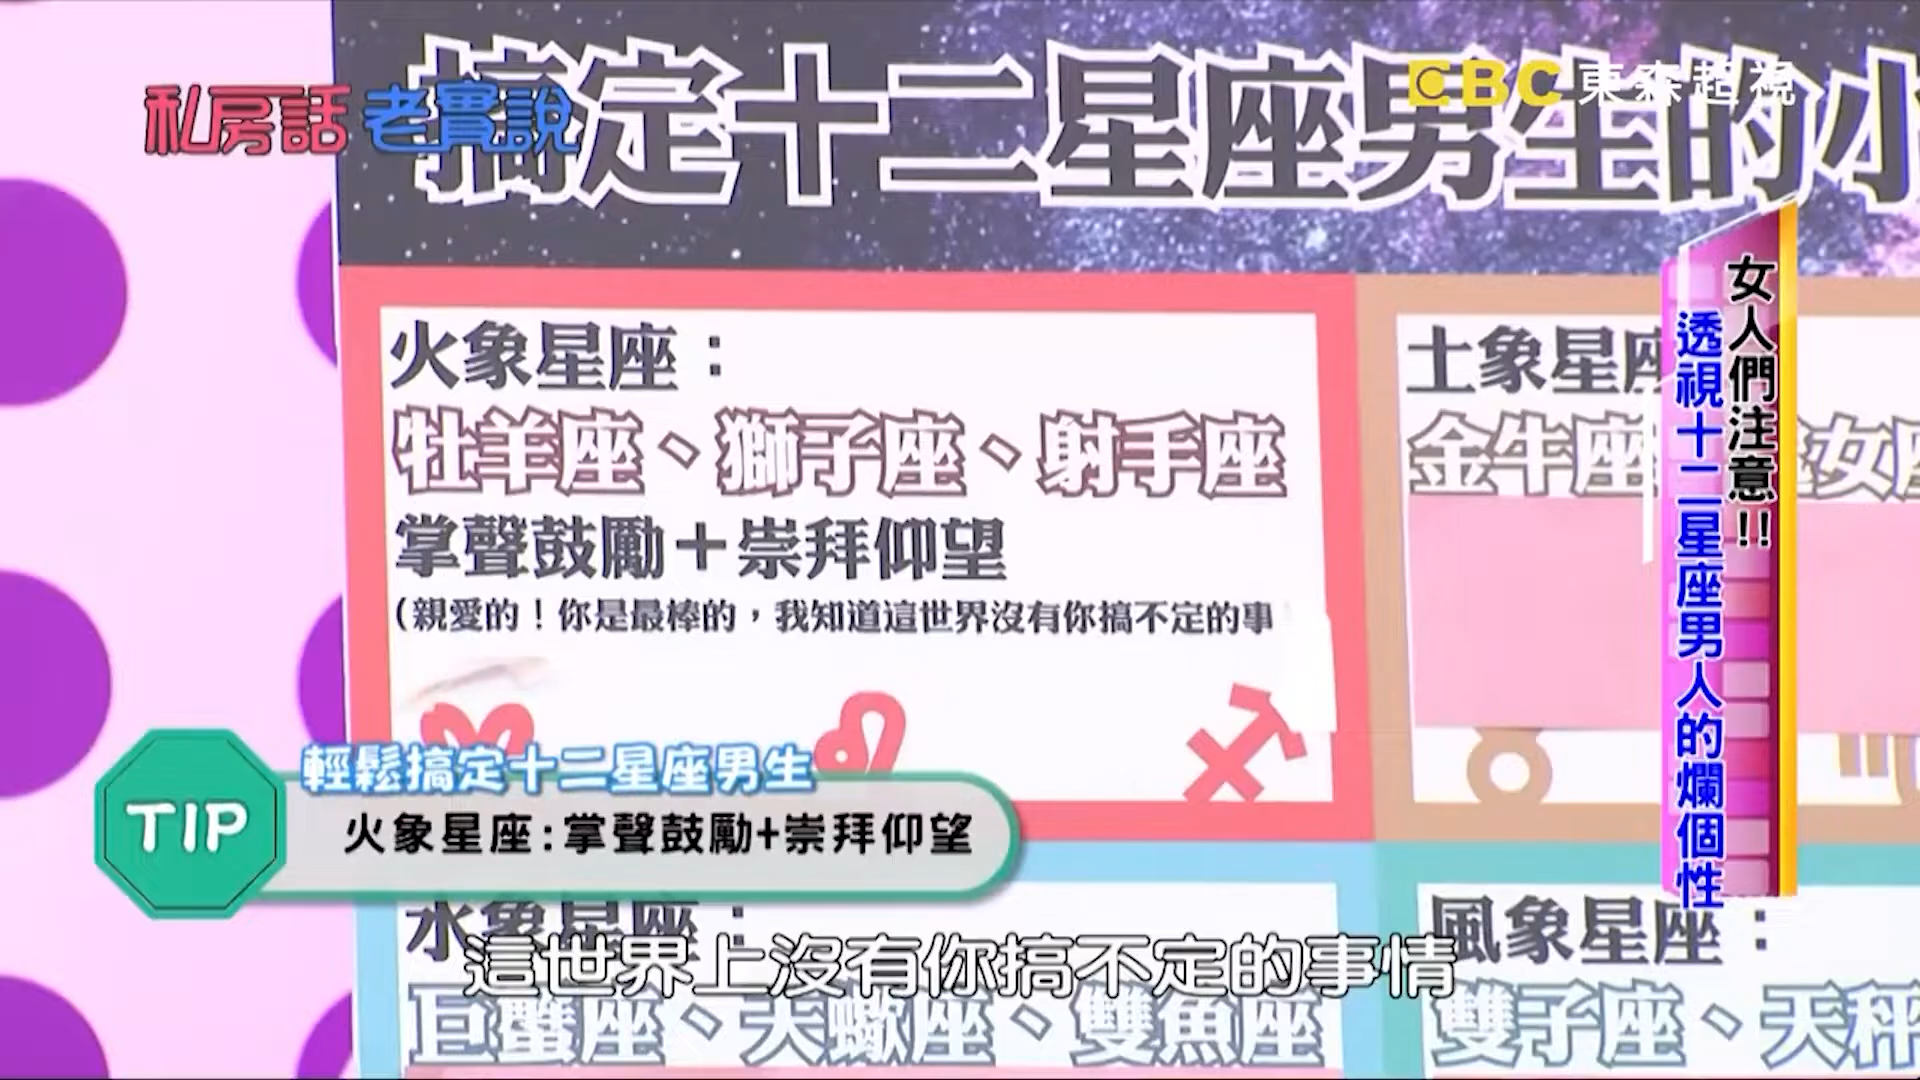 搞定十二星座男生的小
私房話 老實說
EBC 東森超視
女人們注意!!
透視十二星座男人的爛個性
火象星座：
牡羊座、獅子座、射手座
掌聲鼓勵＋崇拜仰望
(親愛的！你是最棒的，我知道這世界沒有你搞不定的事
土象星座
金牛座 女座
TIP
輕鬆搞定十二星座男生
火象星座:掌聲鼓勵+崇拜仰望
水象星座：
巨蟹座、天蠍座、雙魚座
風象星座：
雙子座、天秤
這世界上沒有你搞不定的事情